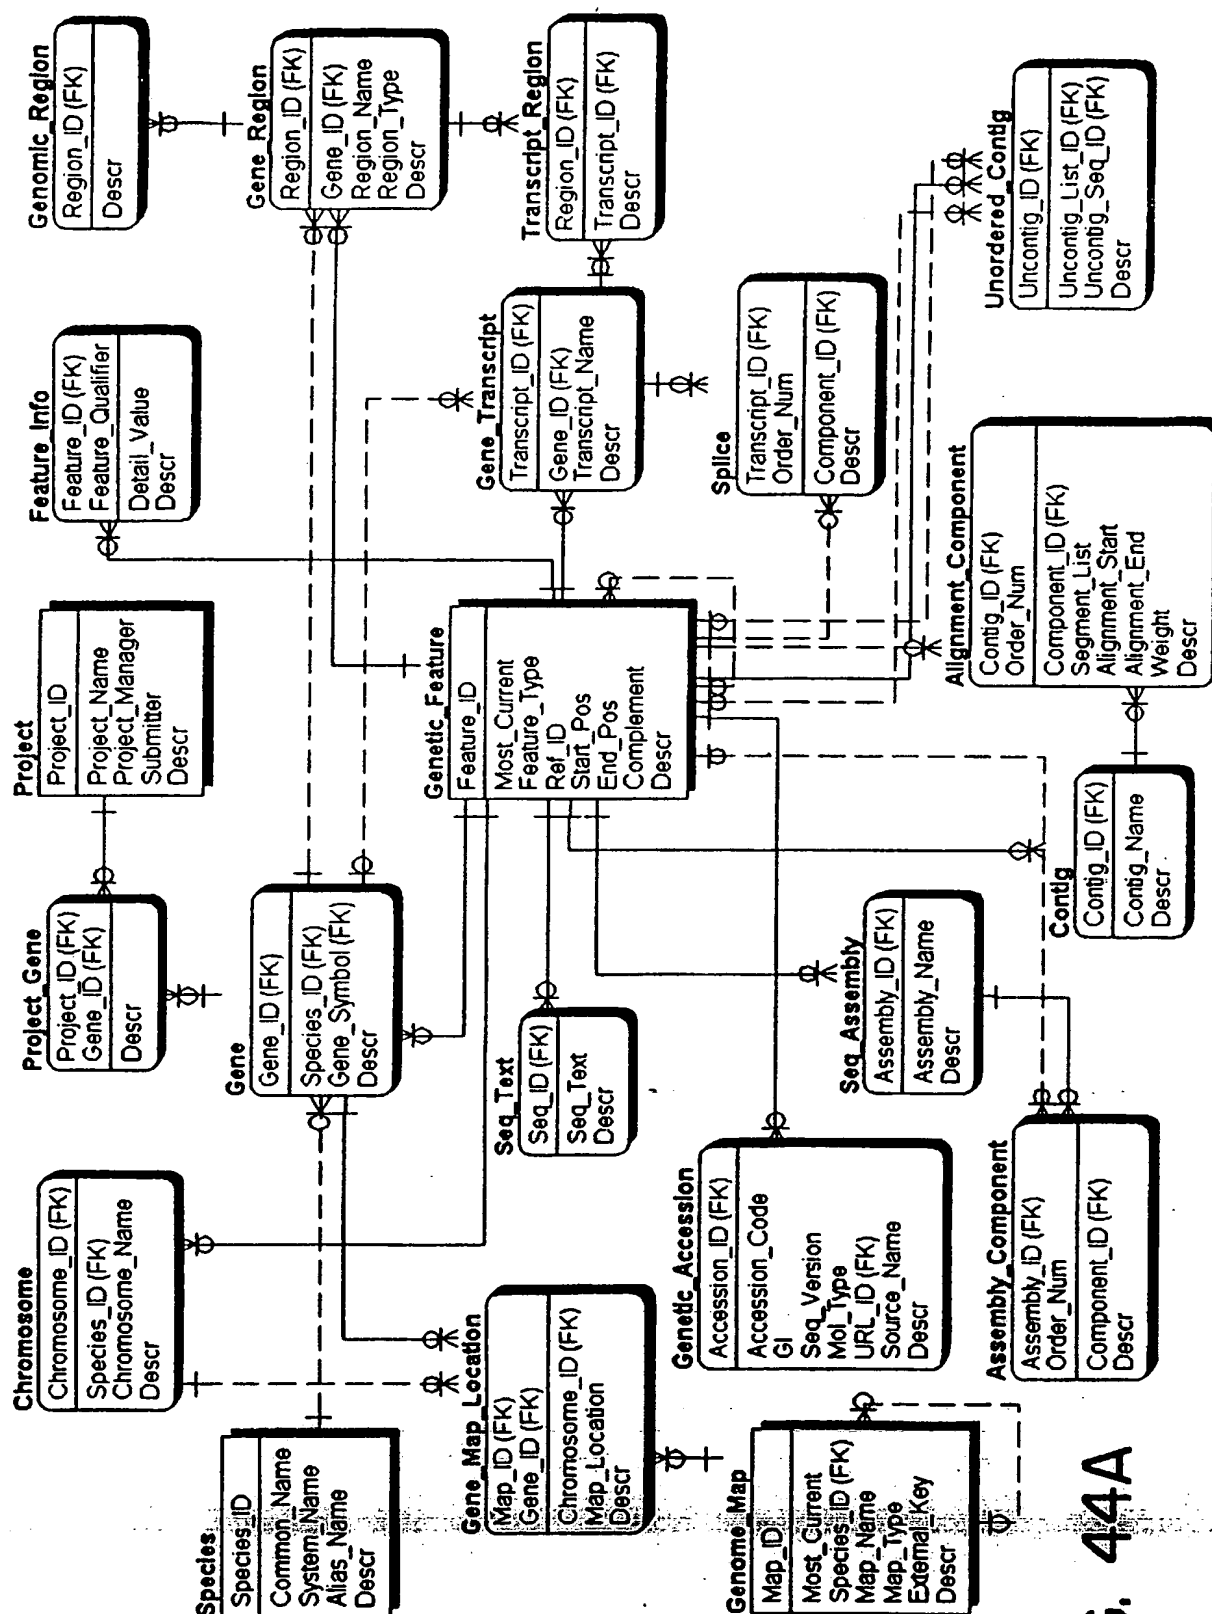 Genomic_Region
Region_ID (FK)
Descr
Gene_Region
Region_ID (FK)
Gene_ID (FK)
Region_Name
Region_Type
Descr
Transcript_Region
Region_ID (FK)
Transcript_ID (FK)
Descr
Unordered_Contig
Uncontig_ID (FK)
Uncontig_List_ID (FK)
Uncontig_Seq_ID (FK)
Descr
Feature_Info
Feature_ID (FK)
Feature_Qualifier
Detail_Value
Descr
Gene_Transcript
Transcript_ID (FK)
Gene_ID (FK)
Transcript_Name
Descr
Splice
Transcript_ID (FK)
Order_Num
Component_ID (FK)
Descr
Alignment_Component
Contig_ID (FK)
Order_Num
Component_ID (FK)
Segment_List
Alignment_Start
Alignment_End
Weight
Descr
Project
Project_ID
Project_Name
Project_Manager
Submitter
Descr
Genetic_Feature
Feature_ID
Most_Current
Feature_Type
Ref_ID
Start_Pos
End_Pos
Complement
Descr
Contig
Contig_ID (FK)
Contig_Name
Descr
Project_Gene
Project_ID (FK)
Gene_ID (FK)
Descr
Gene
Gene_ID (FK)
Species_ID (FK)
Gene_Symbol (FK)
Descr
Seq_Text
Seq_ID (FK)
Seq_Text
Descr
Seq_Assembly
Assembly_ID (FK)
Assembly_Name
Descr
Chromosome
Chromosome_ID (FK)
Species_ID (FK)
Chromosome_Name
Descr
Gene_Map_Location
Map_ID (FK)
Gene_ID (FK)
Chromosome_ID (FK)
Map_Location
Descr
Genetic_Accession
Accession_ID (FK)
Accession_Code
GI
Seq_Version
Mol_Type
URL_ID (FK)
Source_Name
Descr
Assembly_Component
Assembly_ID (FK)
Order_Num
Component_ID (FK)
Descr
Species
Species_ID
Common_Name
System_Name
Alias_Name
Descr
Genome_Map
Map_ID
Most_Current
Species_ID (FK)
Map_Name
Map_Type
External_Key
Descr
44A